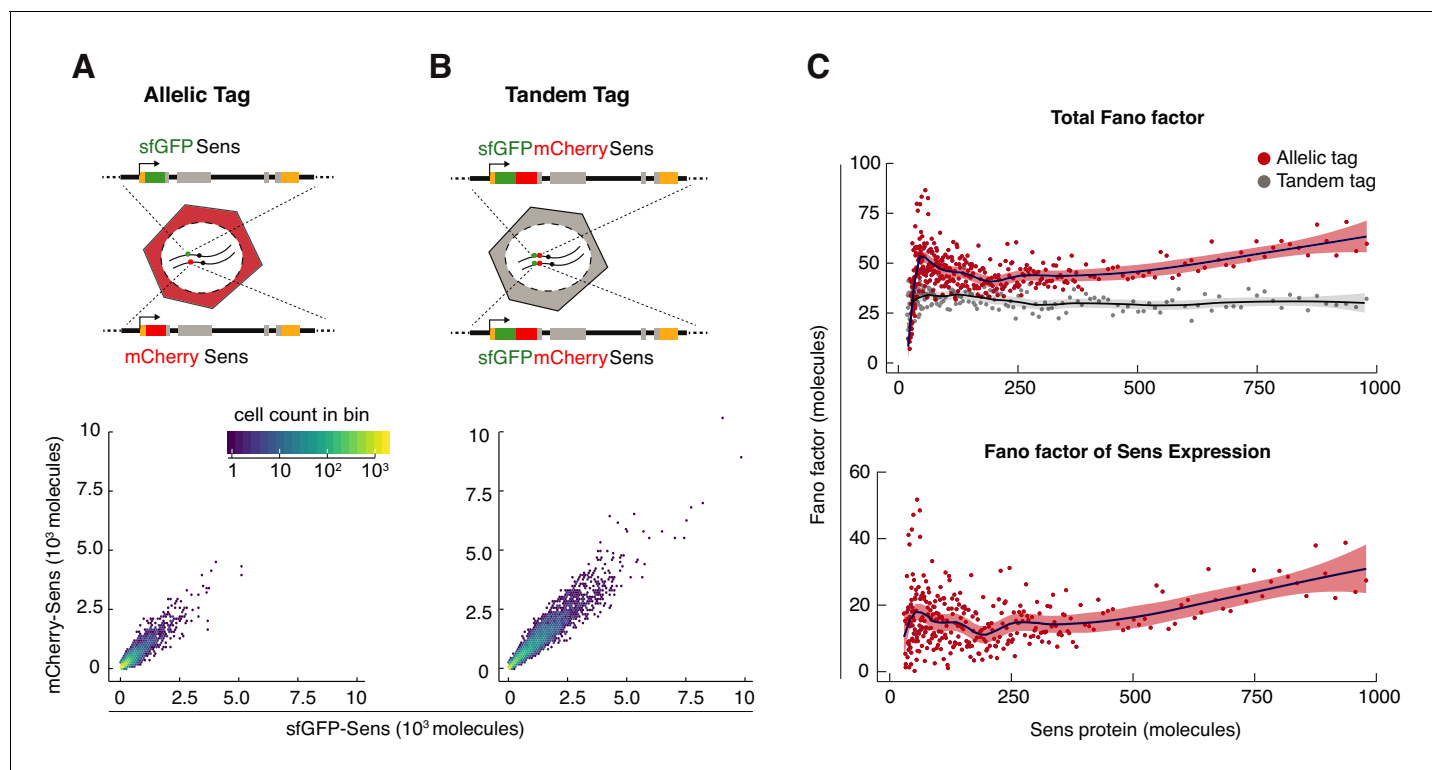 A
Allelic Tag
sfGFP Sens
mCherry Sens
cell count in bin
1 10 10² 10³
10
7.5
5.0
2.5
0
0 2.5 5.0 7.5 10
mCherry-Sens (10³ molecules)
B
Tandem Tag
sfGFPmCherrySens
sfGFPmCherrySens
10
7.5
5.0
2.5
0
0 2.5 5.0 7.5 10
sfGFP-Sens (10³ molecules)
C
Total Fano factor
Allelic tag
Tandem tag
100
75
50
25
0
0 250 500 750 1000
Fano factor (molecules)
Fano factor of Sens Expression
60
40
20
0
0 250 500 750 1000
Sens protein (molecules)